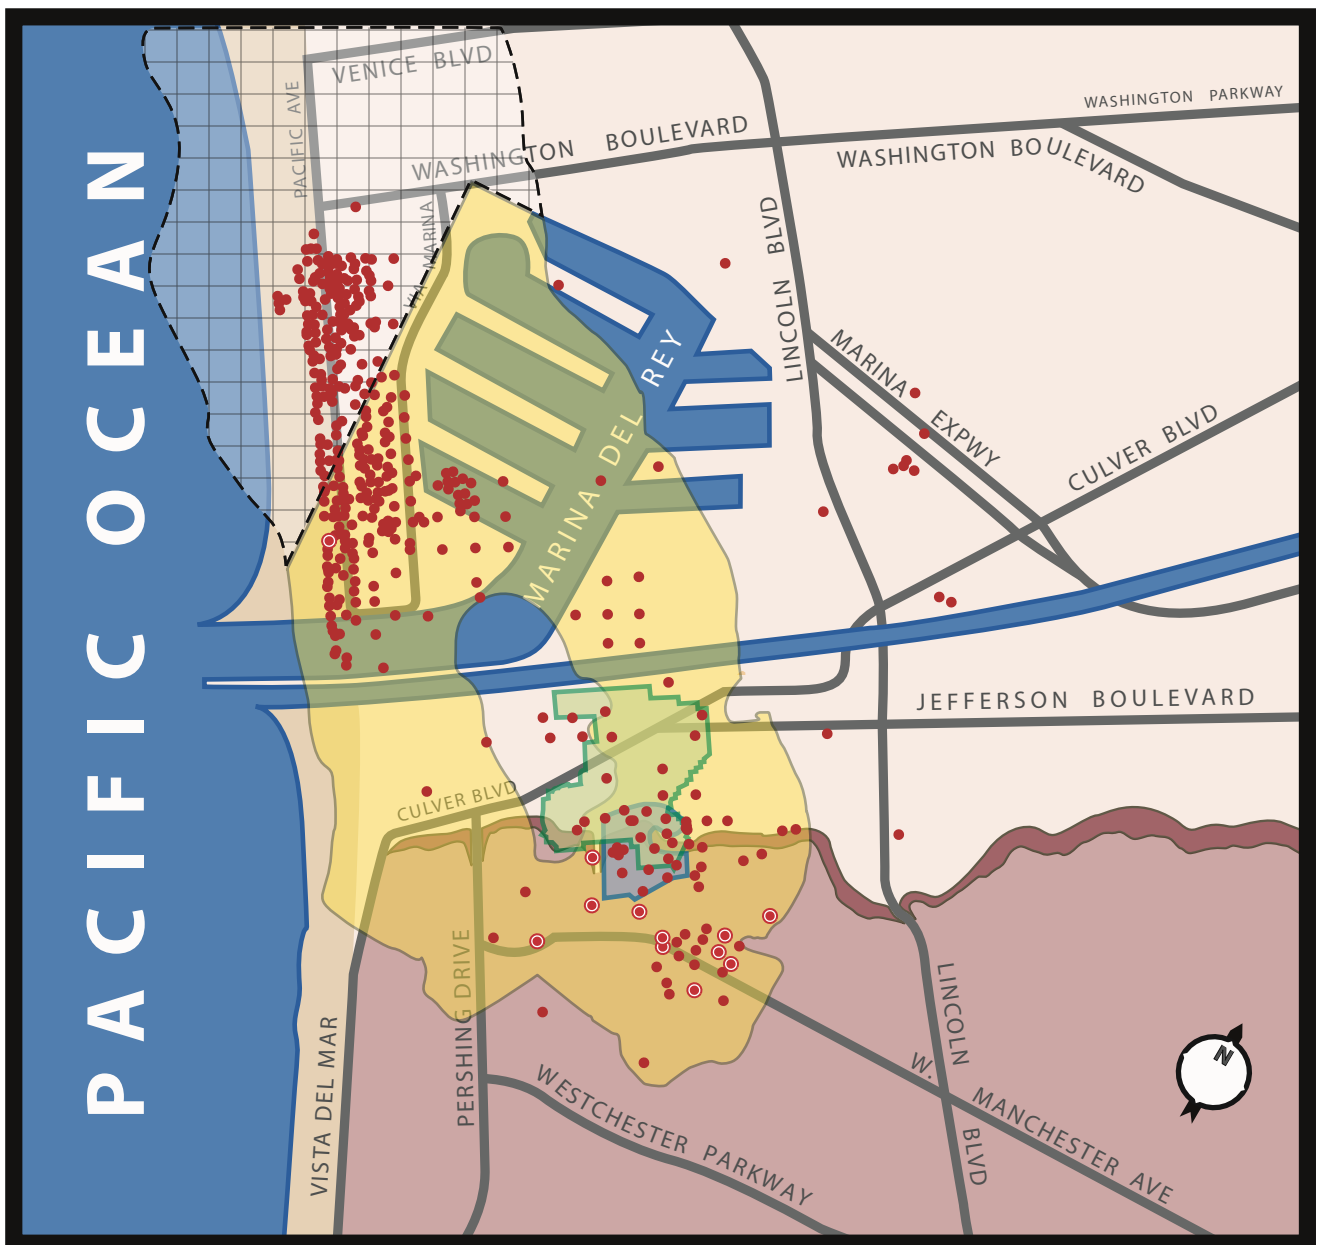 VENICE BLVD
PACIFIC AVE
WASHINGTON BOULEVARD
WASHINGTON PARKWAY
WASHINGTON BOULEVARD
VIA MARINA
LINCOLN BLVD
MARINA DEL REY
MARINA EXPWY
CULVER BLVD
PACIFIC OCEAN
JEFFERSON BOULEVARD
CULVER BLVD
PERSHING DRIVE
VISTA DEL MAR
LINCOLN BLVD
W. MANCHESTER AVE
WESTCHESTER PARKWAY
N